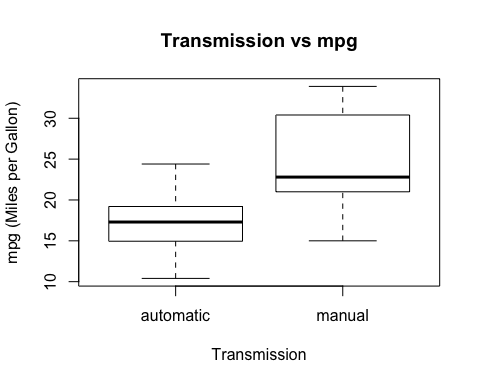 Transmission vs mpg
mpg (Miles per Gallon)
30
25
20
15
10
automatic manual
Transmission